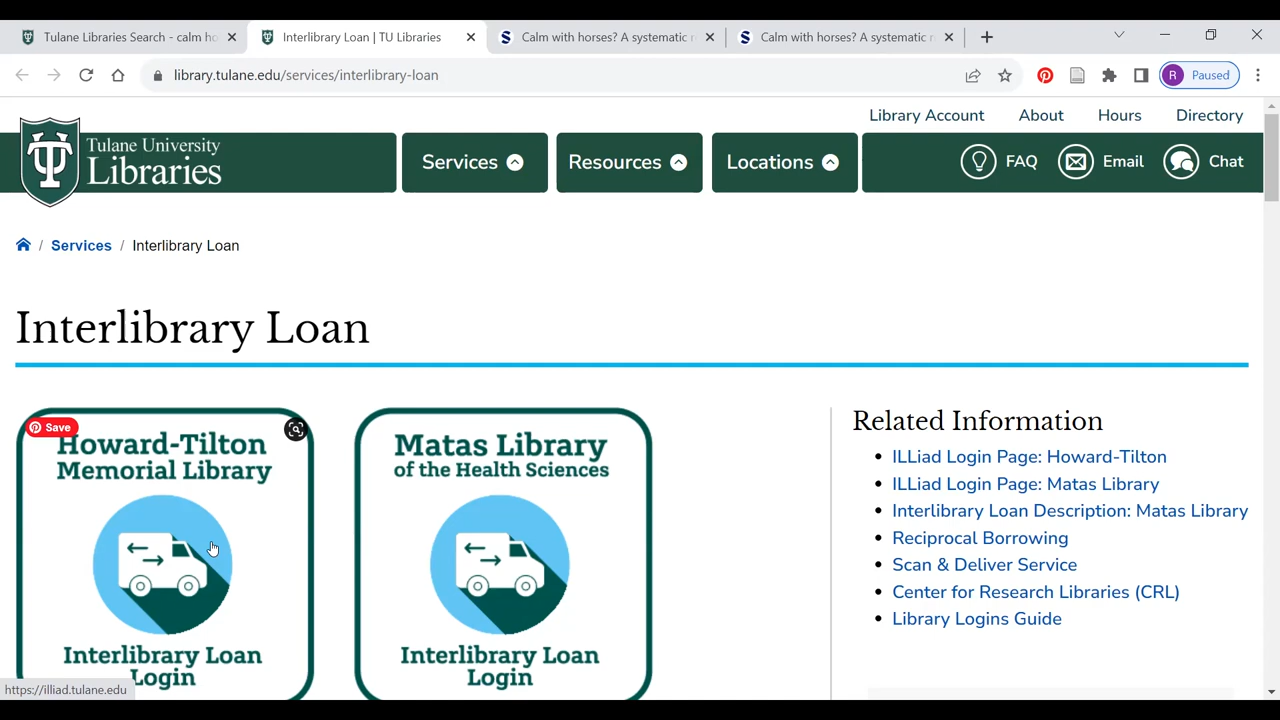 Tulane Libraries Search - calm ho
Interlibrary Loan | TU Libraries
Calm with horses? A systematic r
Calm with horses? A systematic r
library.tulane.edu/services/interlibrary-loan
R Paused
Library Account About Hours Directory
Tulane University
Libraries
Services Resources Locations FAQ Email Chat
/ Services / Interlibrary Loan
Interlibrary Loan
Save
Howard-Tilton
Memorial Library
Interlibrary Loan
Login
Matas Library
of the Health Sciences
Interlibrary Loan
Login
Related Information
ILLiad Login Page: Howard-Tilton
ILLiad Login Page: Matas Library
Interlibrary Loan Description: Matas Library
Reciprocal Borrowing
Scan & Deliver Service
Center for Research Libraries (CRL)
Library Logins Guide
https://illiad.tulane.edu